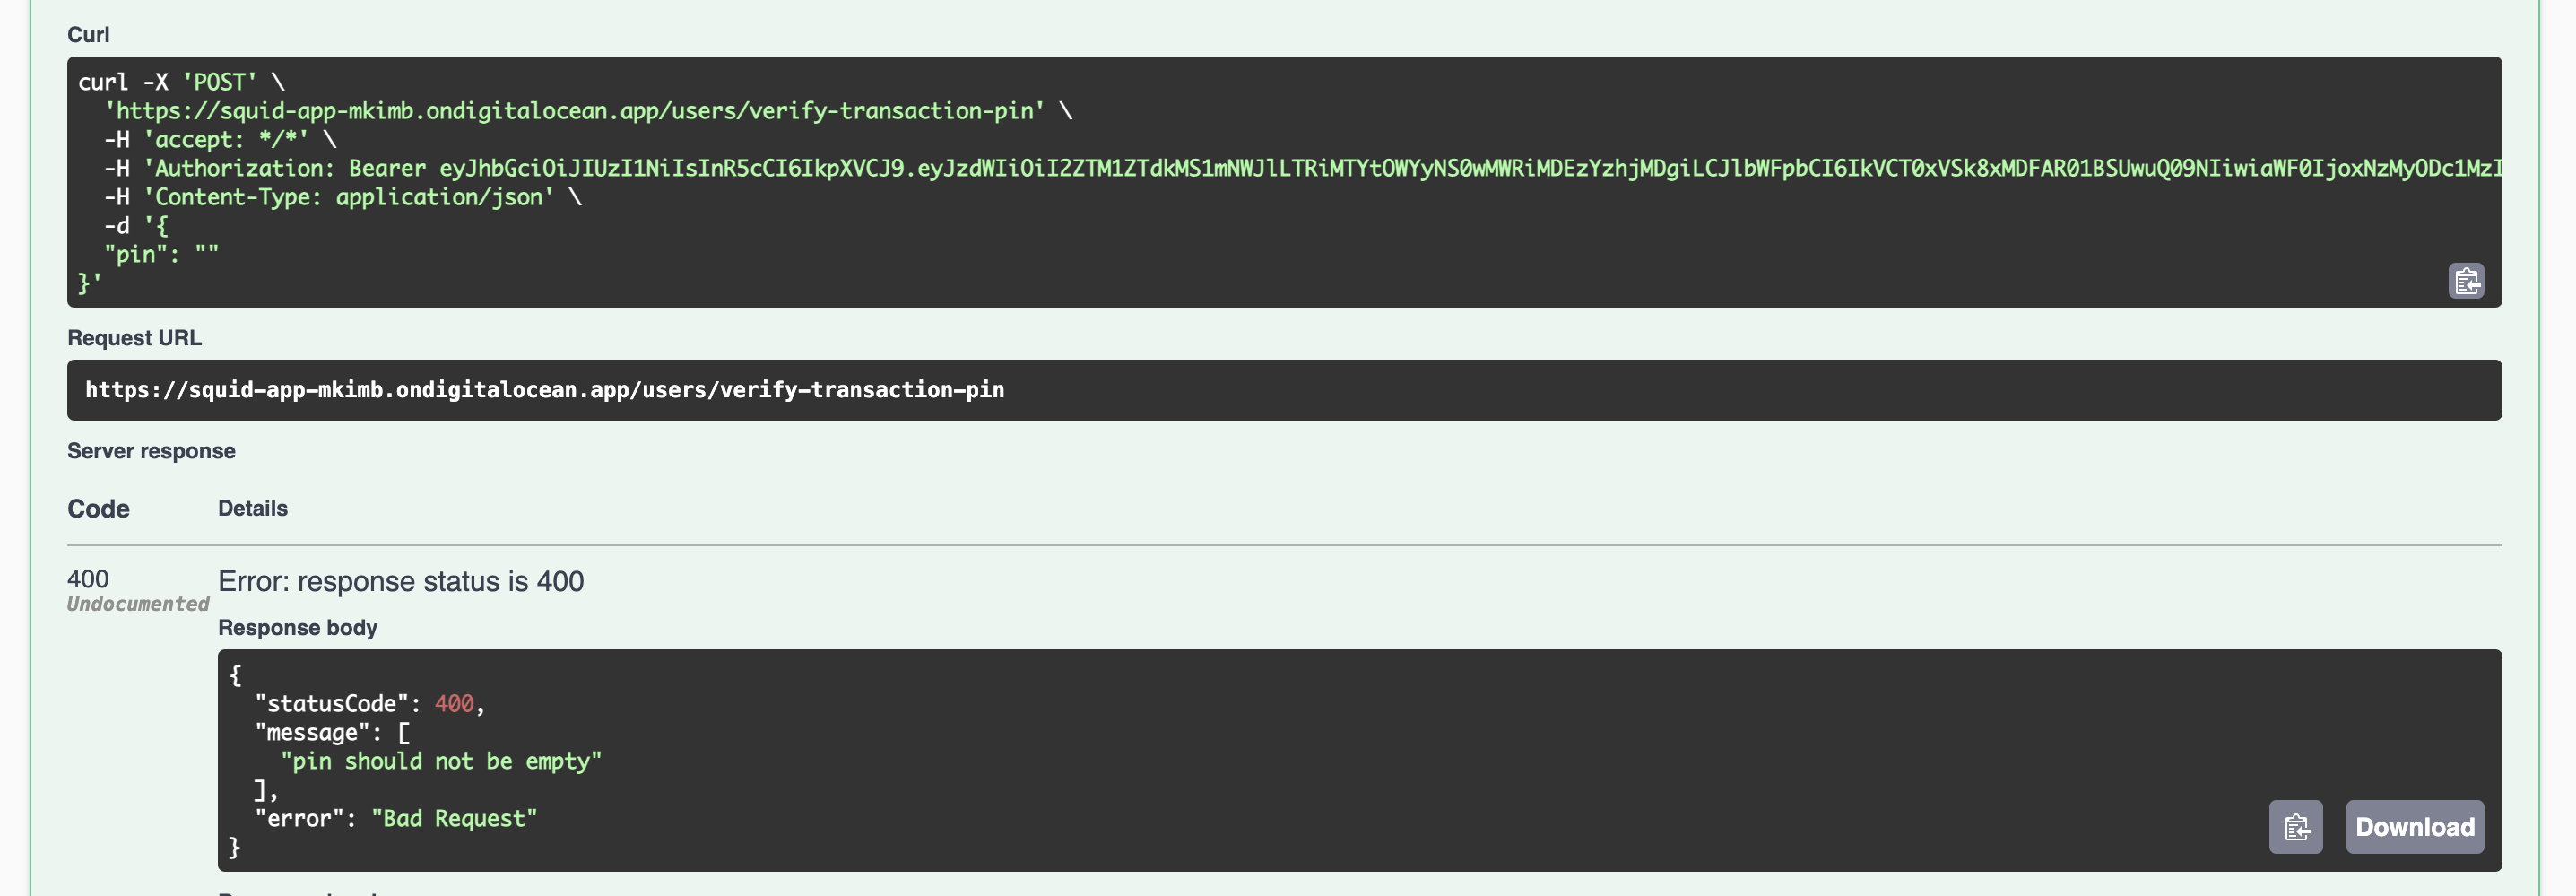 Curl
curl -X 'POST' \
'https://squid-app-mkimb.ondigitalocean.app/users/verify-transaction-pin' \
-H 'accept: */*' \
-H 'Authorization: Bearer eyJhbGciOiJIUzI1NiIsInR5cCI6IkpXVCJ9.eyJzdWIiOiI2ZTM1ZTdkMS1mNWJlLTRiMTYtOWYyNS0wMWRiMDEzYzhjMDgiLCJlbWFpbCI6IkVCT0xVSk8xMDFAR01BSUwuQ09NIiwiaWF0IjoxNzMyODc1MzI
-H 'Content-Type: application/json' \
-d '{
"pin": ""
}'
Request URL
https://squid-app-mkimb.ondigitalocean.app/users/verify-transaction-pin
Server response
Code Details
400 Error: response status is 400
Undocumented
Response body
{
"statusCode": 400,
"message": [
"pin should not be empty"
],
"error": "Bad Request"
}
Download